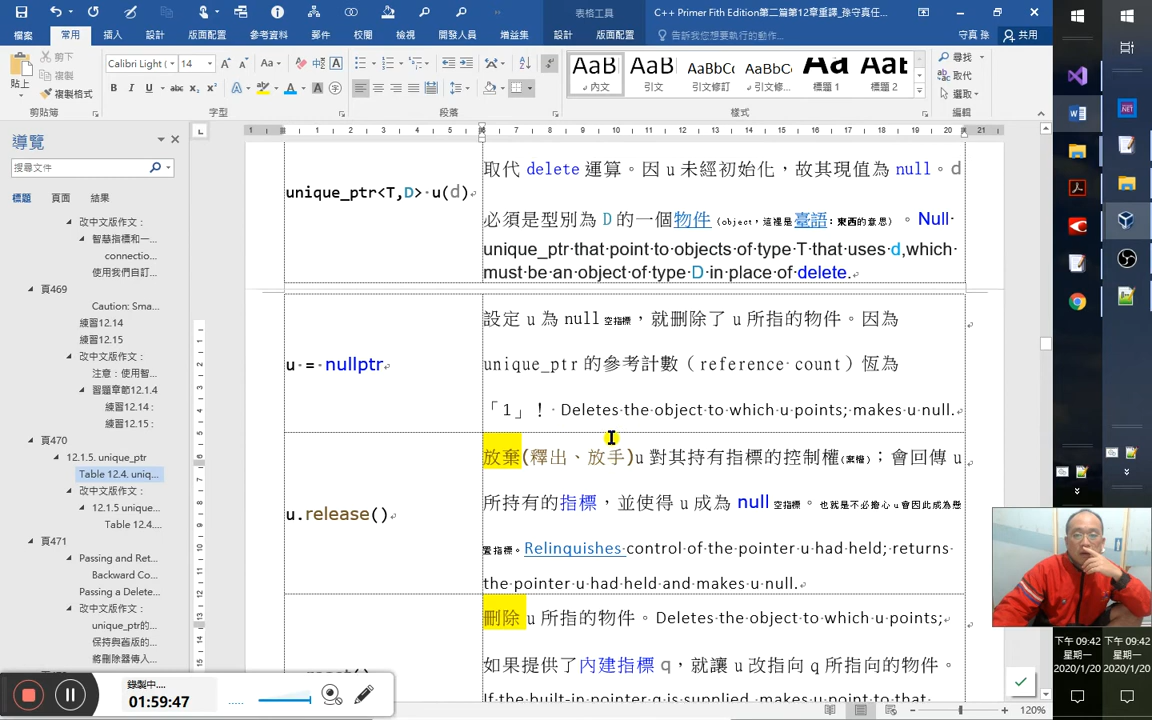 C++ Primer Fith Edition第二篇第12章重譯_孫守真任...
表格工具
檔案 常用 插入 設計 版面配置 參考資料 郵件 校閱 檢視 開發人員 增益集 設計 版面配置 告訴我您想要執行的動作... 守真 孫 共用
貼上
剪下
複製
複製格式
剪貼簿
Calibri Light ( 14
字型
段落
AaB 內文
AaB 引文
AaBbCc 引文修訂
AaBbC 引文修...
Aa 標題 1
AaB 標題 2
樣式
尋找
取代
選取
編輯
導覽
搜尋文件
標題 頁面 結果
改中文版作文：
智慧指標和一...
connectio...
使用我們自訂...
頁469
Caution: Sma...
練習12.14
練習12.15
改中文版作文：
注意：使用智...
習題章節12.1.4
練習12.14：
練習12.15：
頁470
12.1.5. unique_ptr
Table 12.4. uniq...
改中文版作文：
12.1.5 unique...
Table 12.4....
頁471
Passing and Ret...
Backward Co...
Passing a Delete...
改中文版作文：
unique_ptr的...
保持與舊版的...
將刪除器傳入...
unique_ptr<T,D> u(d)
取代 delete 運算。因 u 未經初始化，故其現值為 null。d
必須是型別為 D 的一個物件（object，這裡是臺語：東西的意思）。Null
unique_ptr that point to objects of type T that uses d,which
must be an object of type D in place of delete.
u = nullptr
設定 u 為 null 空指標，就刪除了 u 所指的物件。因為
unique_ptr 的參考計數（reference count）恆為
「1」！ Deletes the object to which u points; makes u null.
u.release()
放棄(釋出、放手)u 對其持有指標的控制權(案權)；會回傳 u
所持有的指標，並使得 u 成為 null 空指標。也就是不必擔心 u 會因此成為懸
置指標。Relinquishes control of the pointer u had held; returns
the pointer u had held and makes u null.
刪除 u 所指的物件。Deletes the object to which u points;
如果提供了內建指標 q，就讓 u 改指向 q 所指向的物件。
If the built-in pointer q is supplied, makes u point to that
錄製中....
01:59:47
120%
下午 09:42
星期一
2020/1/20
下午 09:42
星期一
2020/1/20